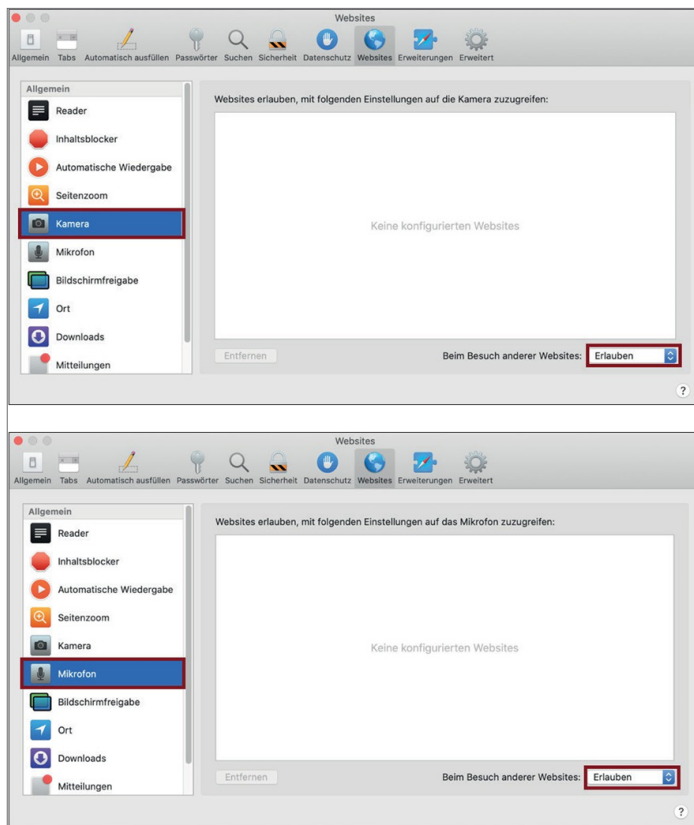 Websites
Allgemein Tabs Automatisch ausfüllen Passwörter Suchen Sicherheit Datenschutz Websites Erweiterungen Erweitert
Allgemein
Websites erlauben, mit folgenden Einstellungen auf die Kamera zuzugreifen:
Reader
Inhaltsblocker
Automatische Wiedergabe
Seitenzoom
Kamera
Mikrofon
Bildschirmfreigabe
Ort
Downloads
Mitteilungen
Keine konfigurierten Websites
Entfernen
Beim Besuch anderer Websites: Erlauben
?
Websites
Allgemein Tabs Automatisch ausfüllen Passwörter Suchen Sicherheit Datenschutz Websites Erweiterungen Erweitert
Allgemein
Websites erlauben, mit folgenden Einstellungen auf das Mikrofon zuzugreifen:
Reader
Inhaltsblocker
Automatische Wiedergabe
Seitenzoom
Kamera
Mikrofon
Bildschirmfreigabe
Ort
Downloads
Mitteilungen
Keine konfigurierten Websites
Entfernen
Beim Besuch anderer Websites: Erlauben
?